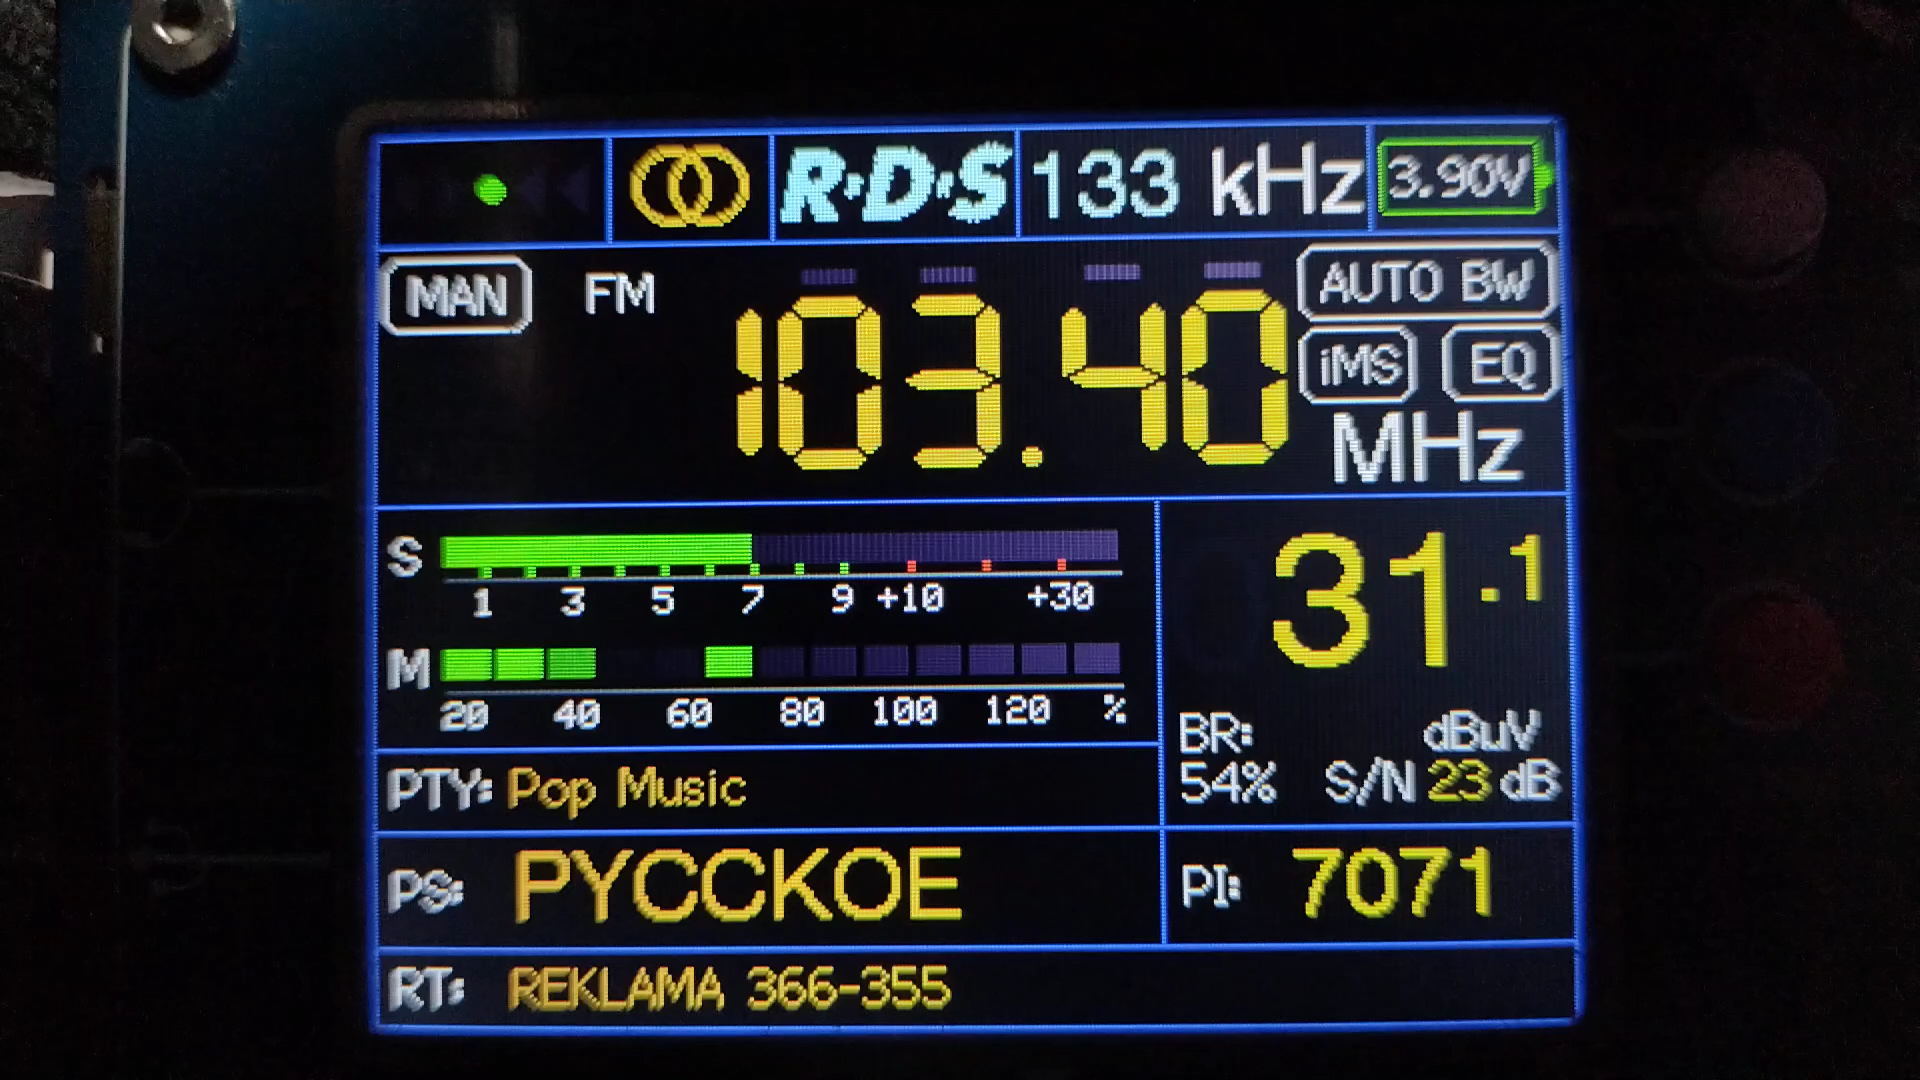 R·D·S 133 kHz 3.90V
MAN FM 103.40 AUTO BW
iMS EQ
MHz
S
1 3 5 7 9 +10 +30
31.1
M
20 40 60 80 100 120 %
BR: dBuV
54% S/N 23 dB
PTY: Pop Music
PS: РУССКОЕ
PI: 7071
RT: REKLAMA 366-355